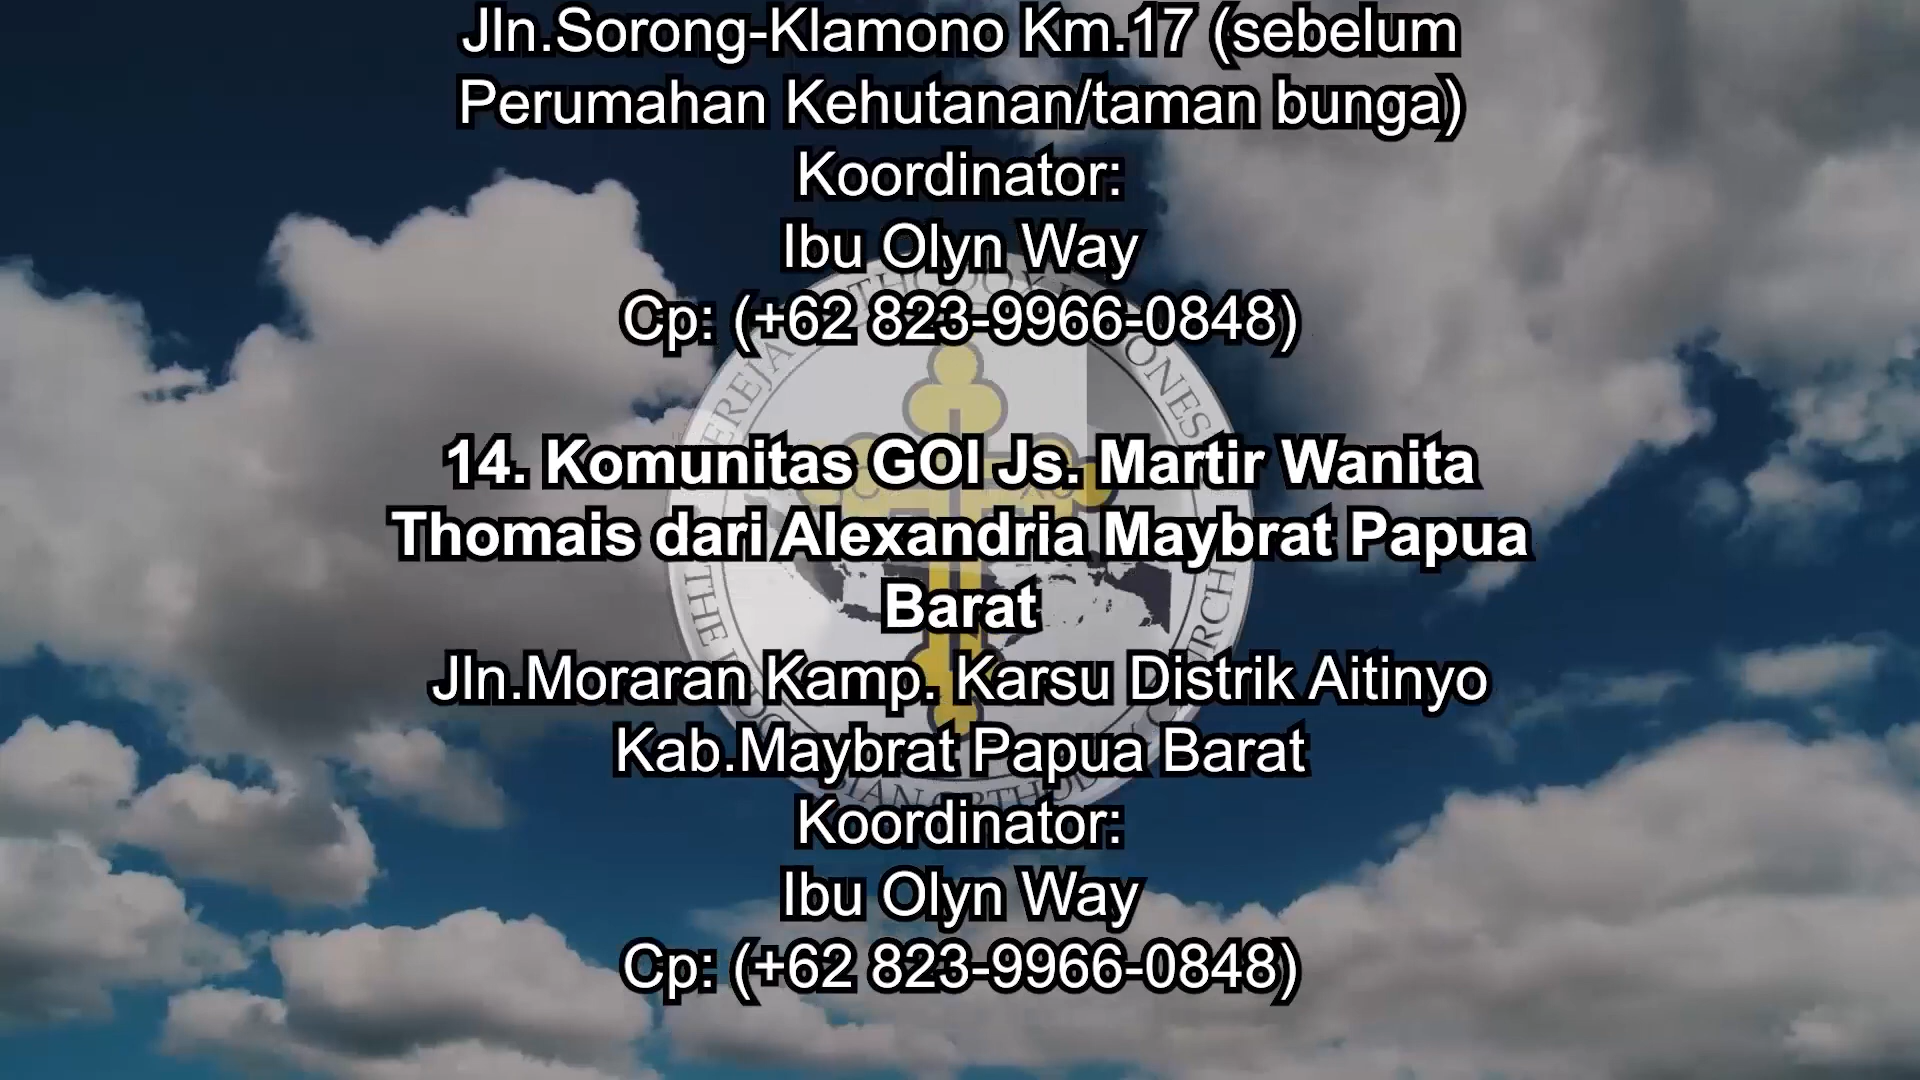 Jln.Sorong-Klamono Km.17 (sebelum
Perumahan Kehutanan/taman bunga)
Koordinator:
Ibu Olyn Way
Cp: (+62 823-9966-0848)
14. Komunitas GOI Js. Martir Wanita
Thomais dari Alexandria Maybrat Papua
Barat
Jln.Moraran Kamp. Karsu Distrik Aitinyo
Kab.Maybrat Papua Barat
Koordinator:
Ibu Olyn Way
Cp: (+62 823-9966-0848)